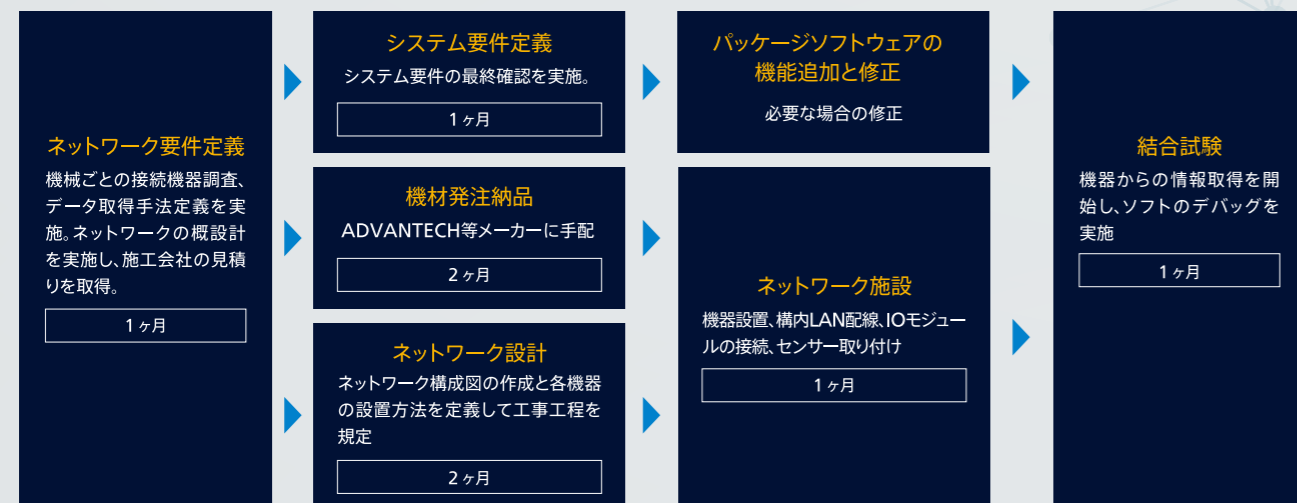 ネットワーク要件定義
機械ごとの接続機器調査、
データ取得手法定義を実
施。ネットワークの概設計
を実施し、施工会社の見積
りを取得。
1ヶ月
システム要件定義
システム要件の最終確認を実施。
1ヶ月
機材発注納品
ADVANTECH等メーカーに手配
2ヶ月
ネットワーク設計
ネットワーク構成図の作成と各機器
の設置方法を定義して工事工程を
規定
2ヶ月
パッケージソフトウェアの
機能追加と修正
必要な場合の修正
ネットワーク施設
機器設置、構内LAN配線、IOモジュー
ルの接続、センサー取り付け
1ヶ月
結合試験
機器からの情報取得を開
始し、ソフトのデバッグを
実施
1ヶ月